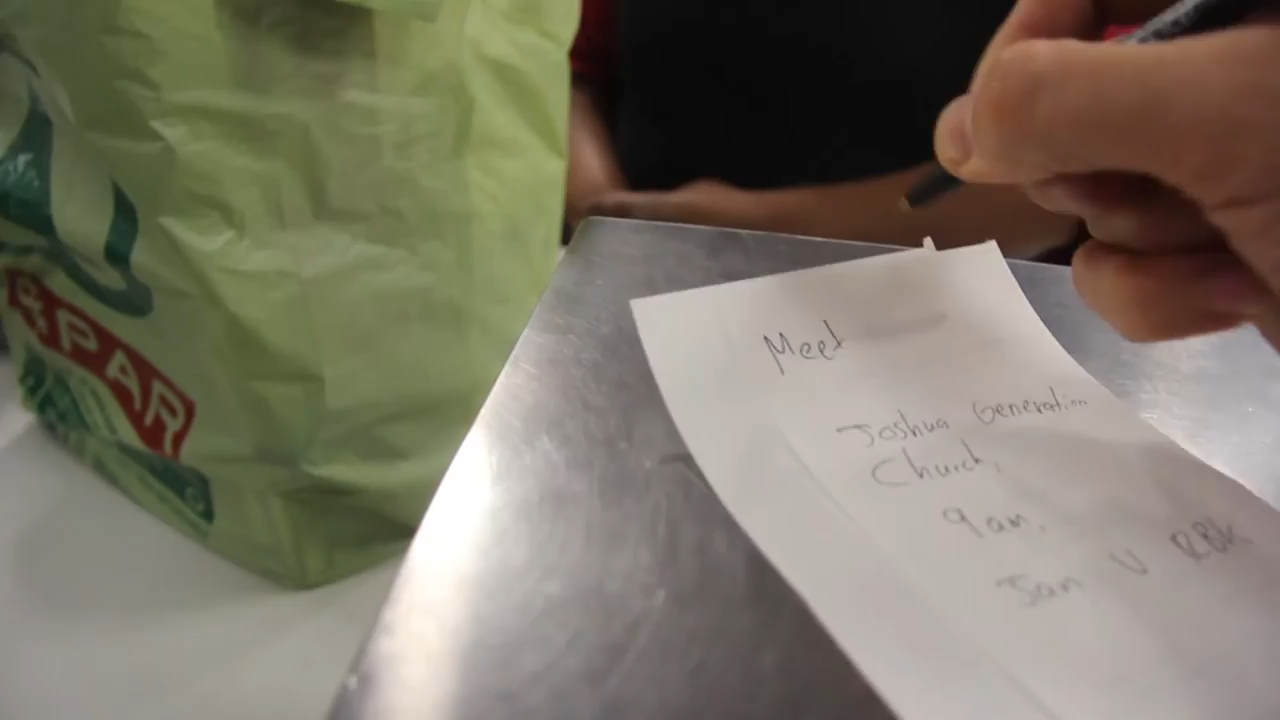 SPAR
Meet
Joshua Generation
Church,
9am.
Jan V RBK